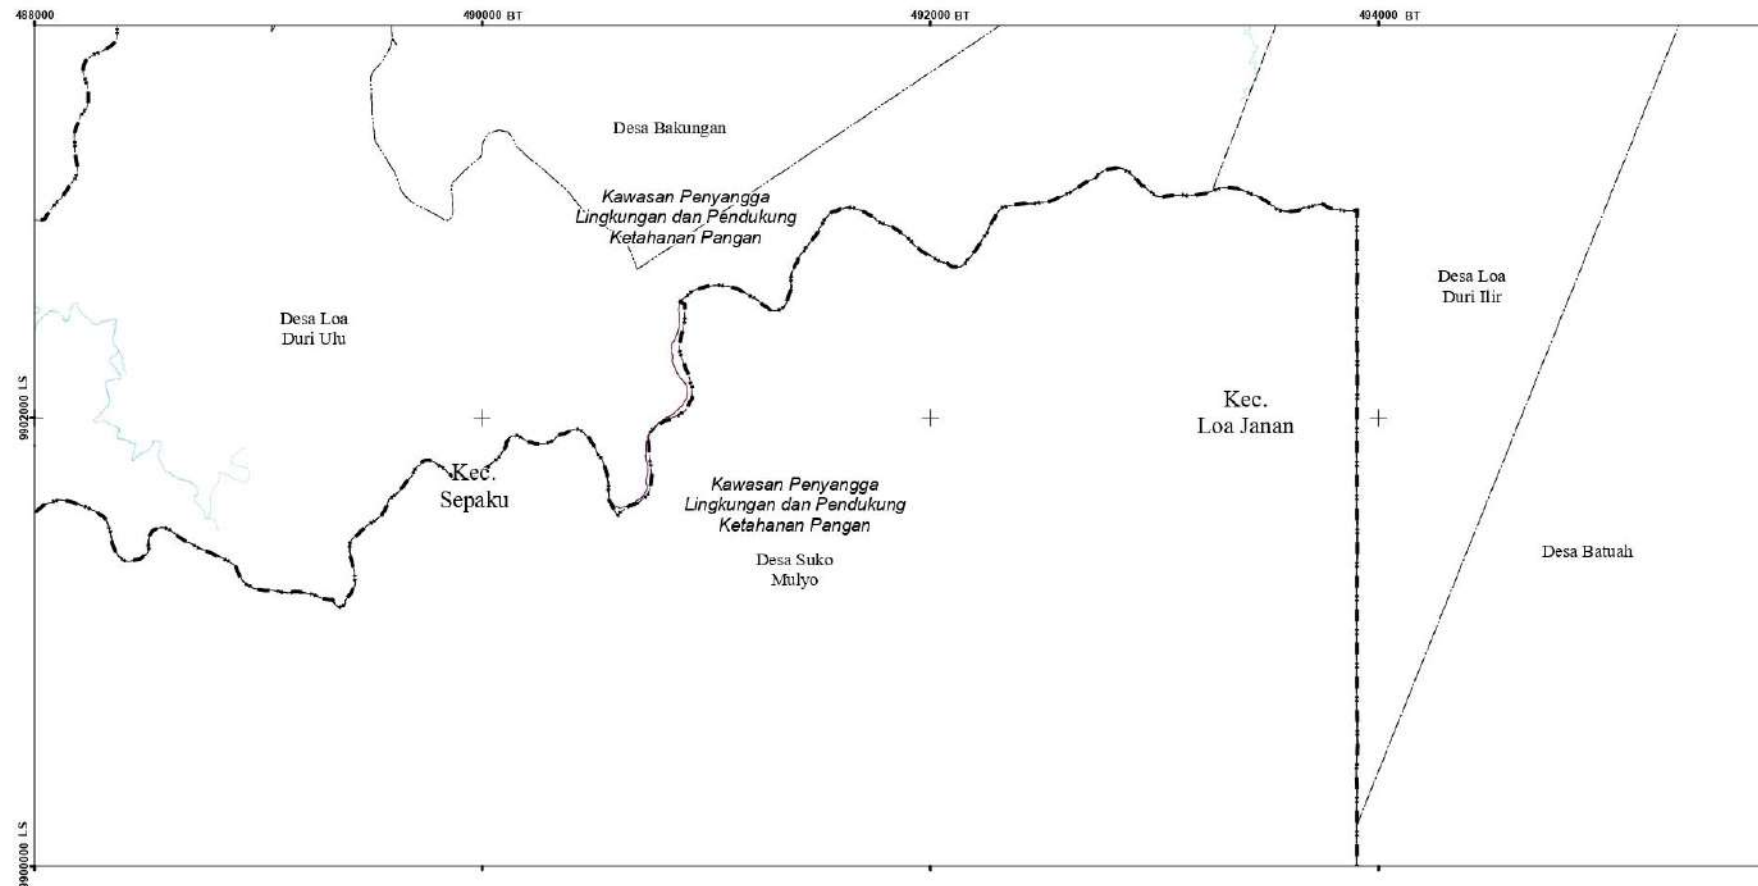 488000
490000 BT
492000 BT
494000 BT
Desa Bakungan
Kawasan Penyangga
Lingkungan dan Pendukung
Ketahanan Pangan
Desa Loa
Duri Ilir
Desa Loa
Duri Ulu
9902000 LS
Kec.
Loa Janan
Kec.
Sepaku
Kawasan Penyangga
Lingkungan dan Pendukung
Ketahanan Pangan
Desa Batuah
Desa Suko
Mulyo
9900000 LS